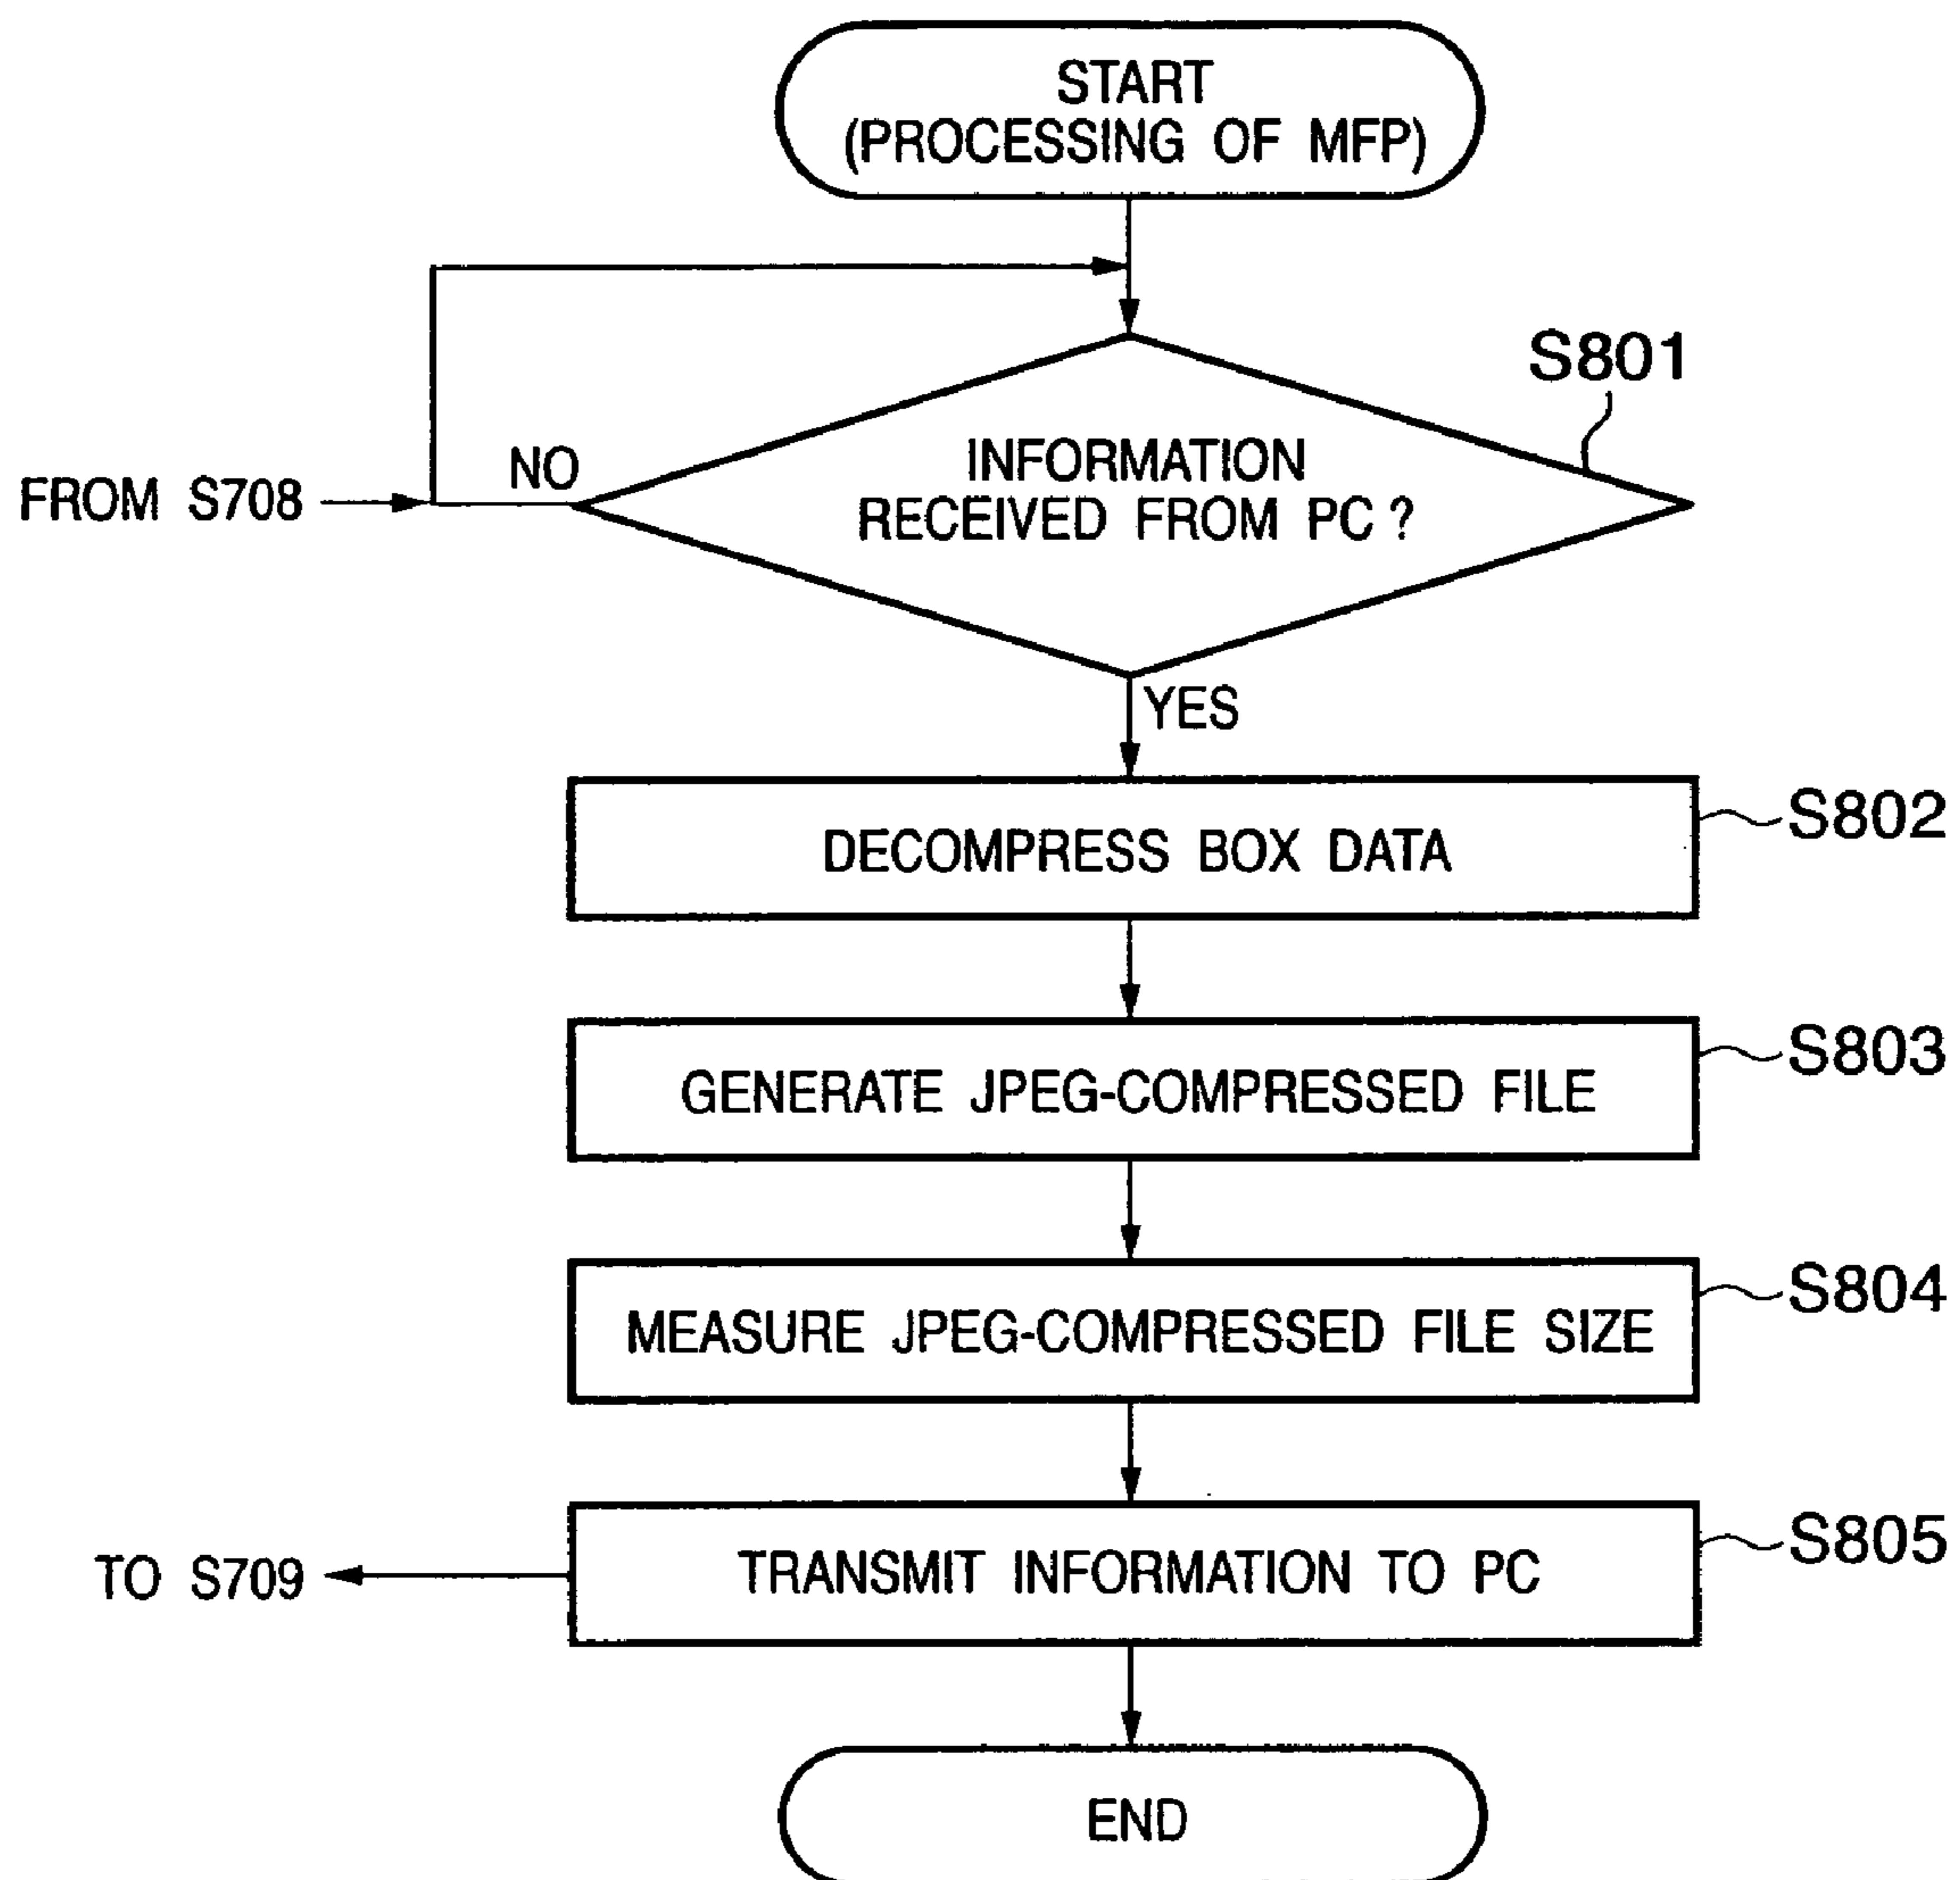 START
(PROCESSING OF MFP)
S801
INFORMATION
RECEIVED FROM PC ?
NO
FROM S708
YES
DECOMPRESS BOX DATA
S802
GENERATE JPEG-COMPRESSED FILE
S803
MEASURE JPEG-COMPRESSED FILE SIZE
S804
TRANSMIT INFORMATION TO PC
S805
TO S709
END